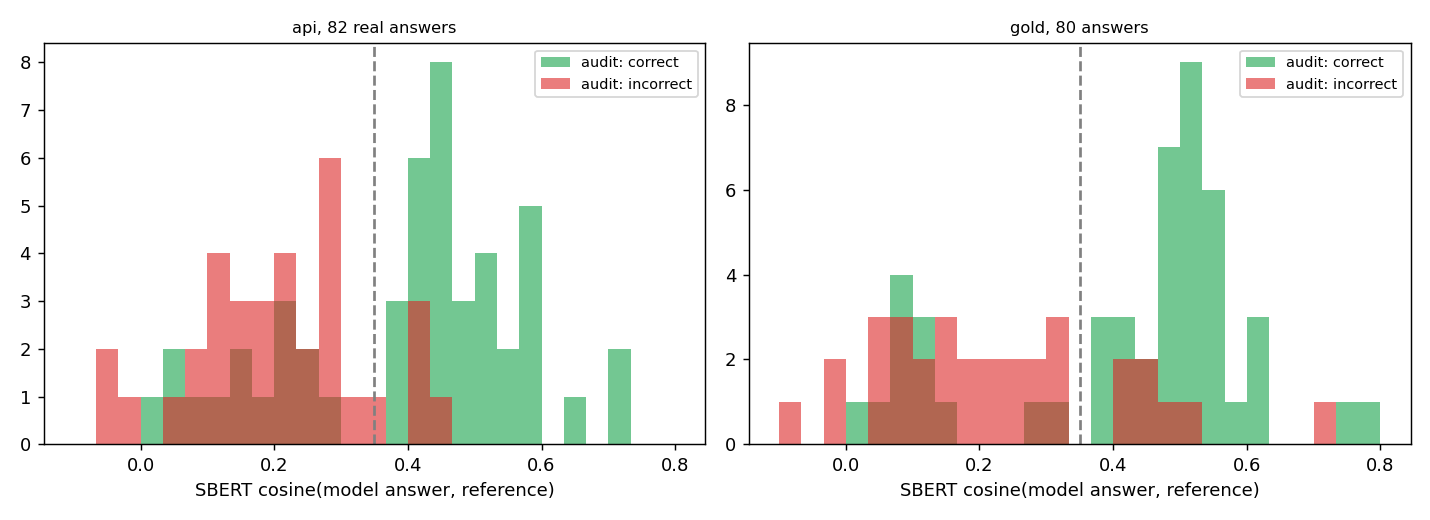 api, 82 real answers
8
7
6
5
4
3
2
1
0
audit: correct
audit: incorrect
0.0 0.2 0.4 0.6 0.8
SBERT cosine(model answer, reference)
gold, 80 answers
8
6
4
2
0
audit: correct
audit: incorrect
0.0 0.2 0.4 0.6 0.8
SBERT cosine(model answer, reference)